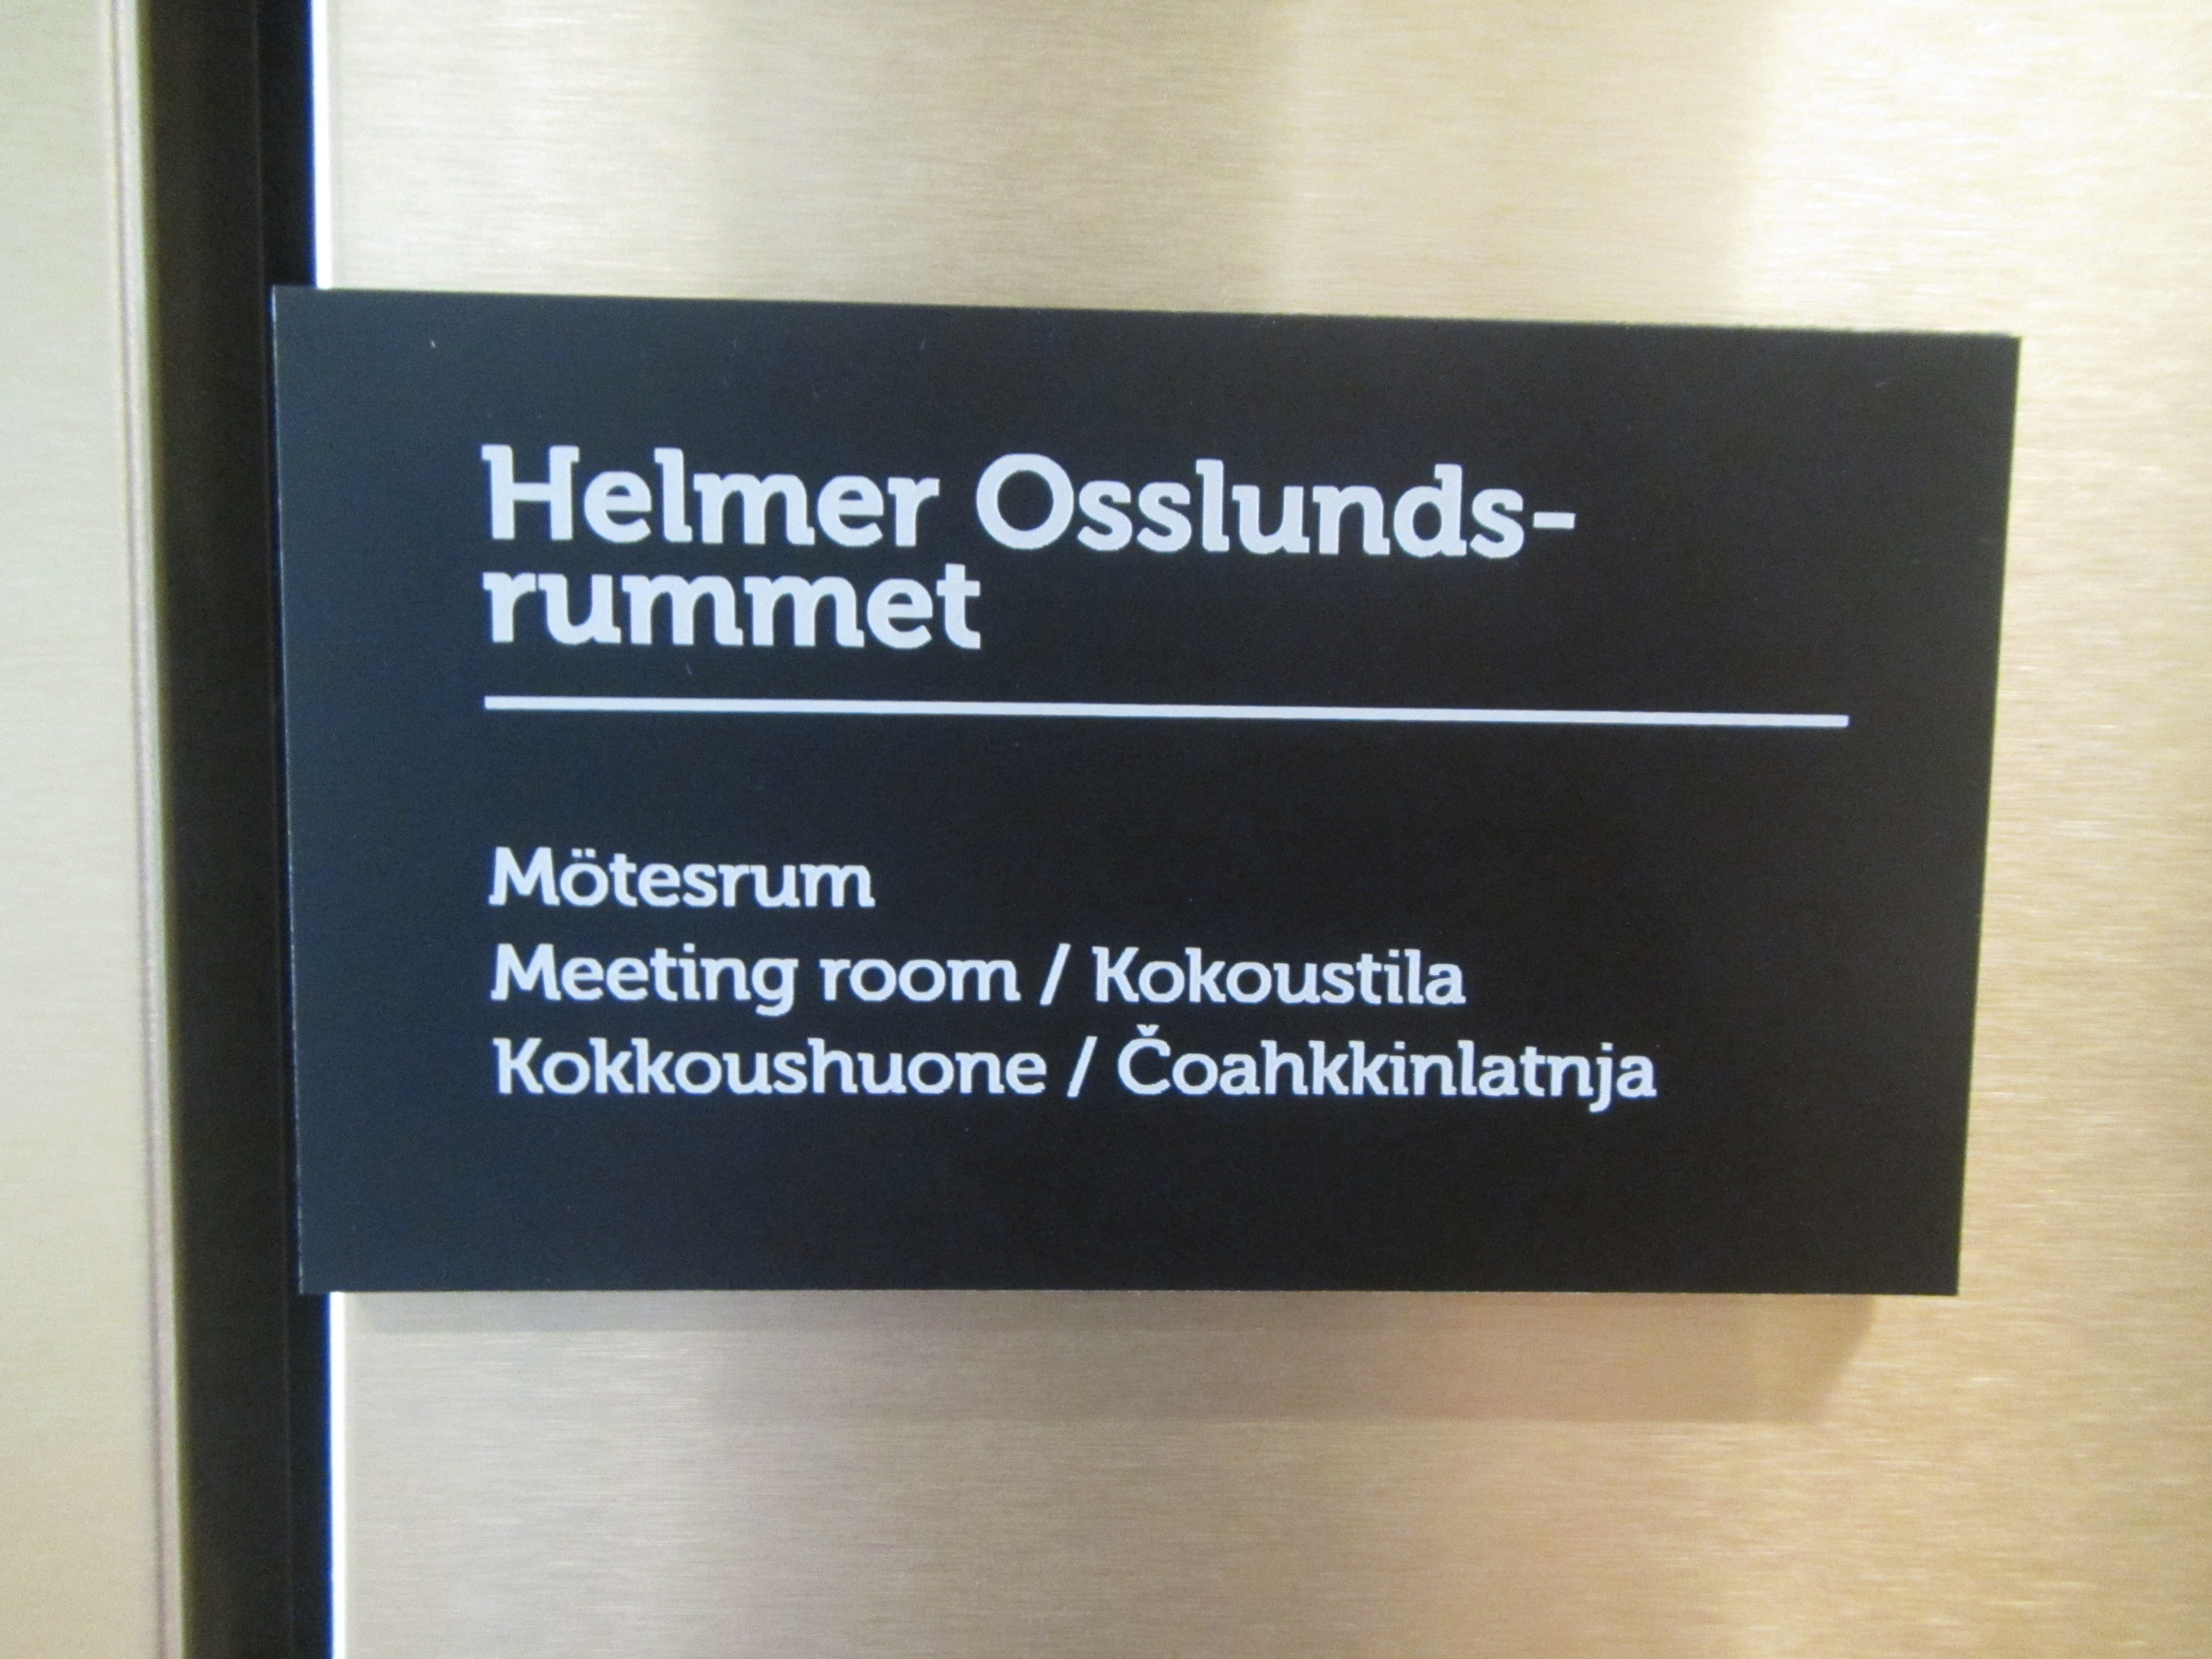 Helmer Osslunds-
rummet
Mötesrum
Meeting room / Kokoustila
Kokkoushuone / Čoahkkinlatnja